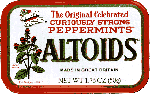 The Original Celebrated
CURIOUSLY STRONG
PEPPERMINTS
ALTOIDS
MADE IN GREAT BRITAIN
NET WT. 1.76 OZ (50g)